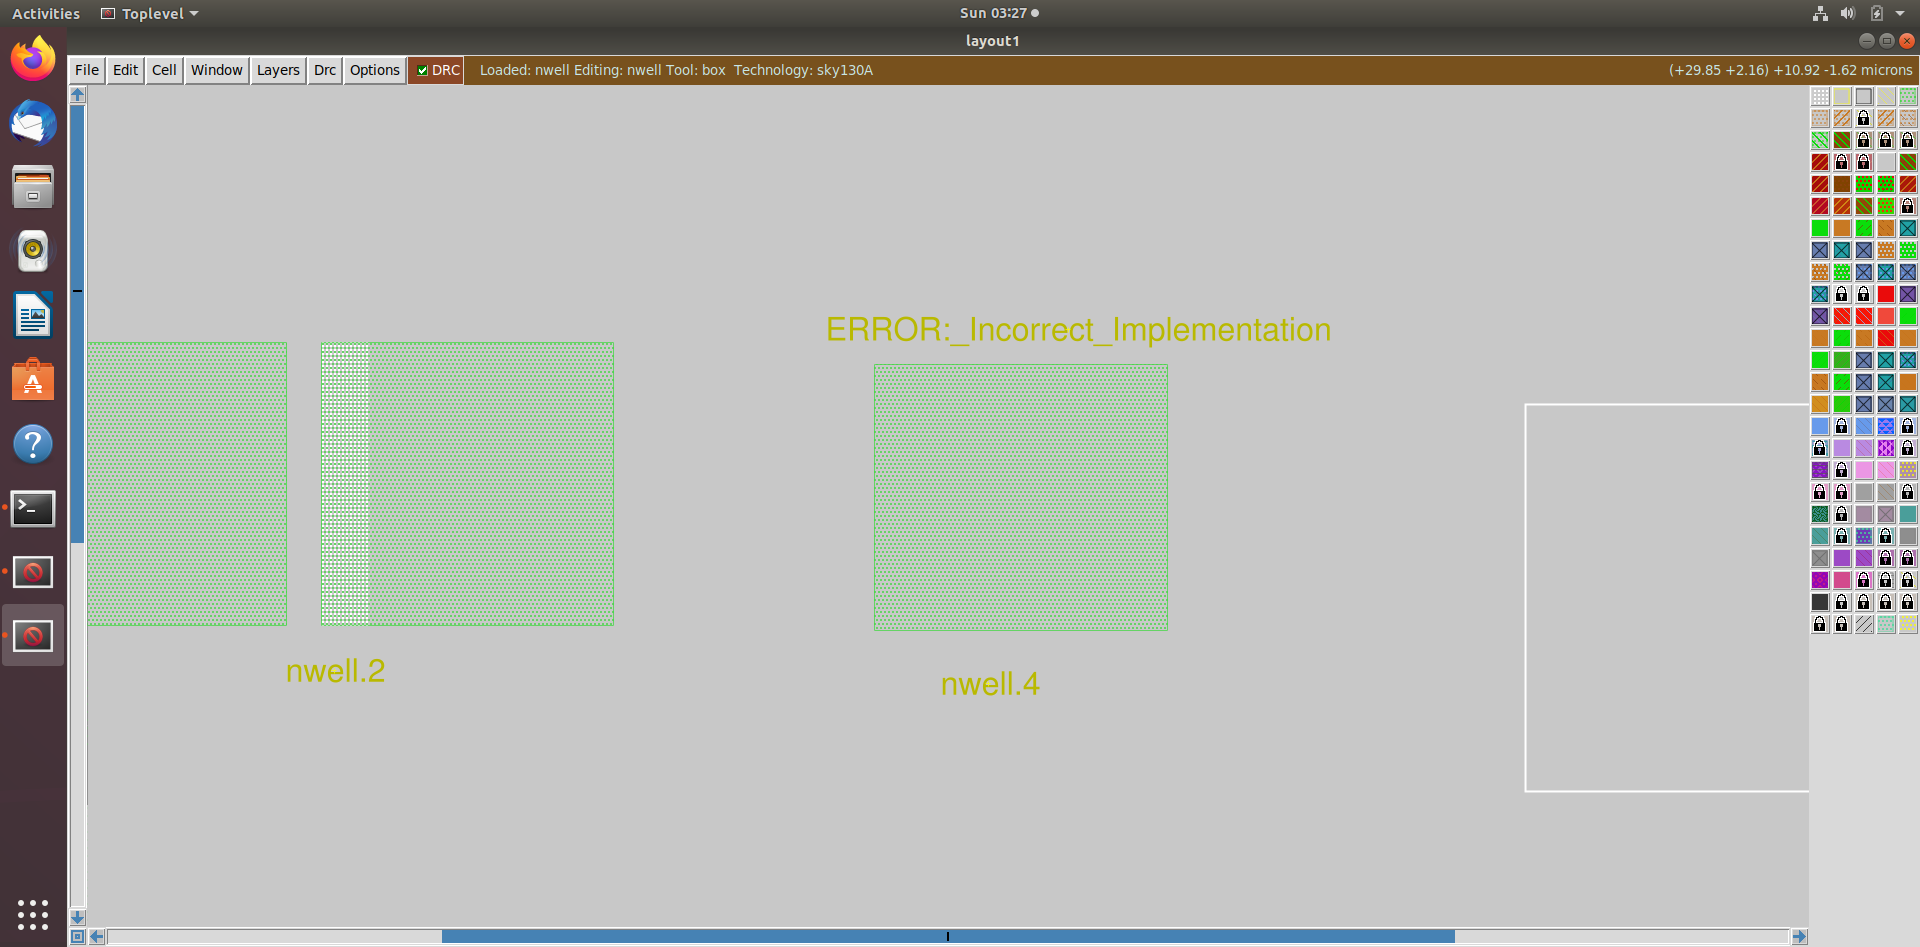 Activities Toplevel Sun 03:27
layout1
File Edit Cell Window Layers Drc Options DRC Loaded: nwell Editing: nwell Tool: box Technology: sky130A (+29.85 +2.16) +10.92 -1.62 microns
ERROR:_Incorrect_Implementation
nwell.2
nwell.4